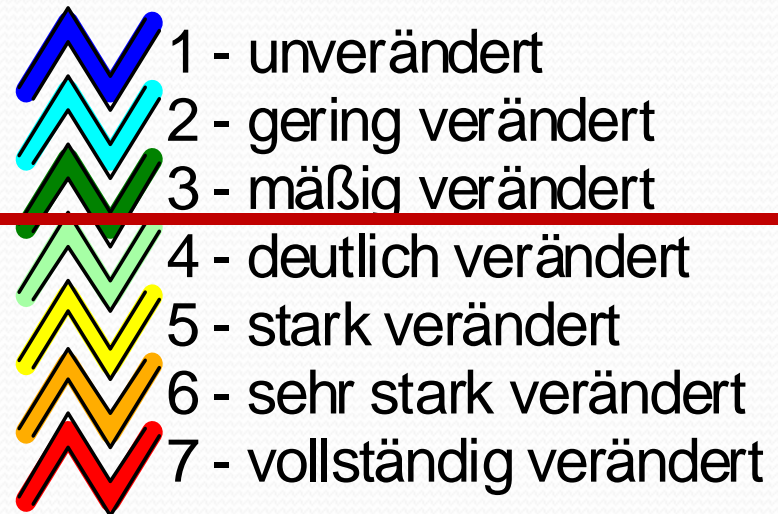 1 - unverändert
2 - gering verändert
3 - mäßig verändert
4 - deutlich verändert
5 - stark verändert
6 - sehr stark verändert
7 - vollständig verändert